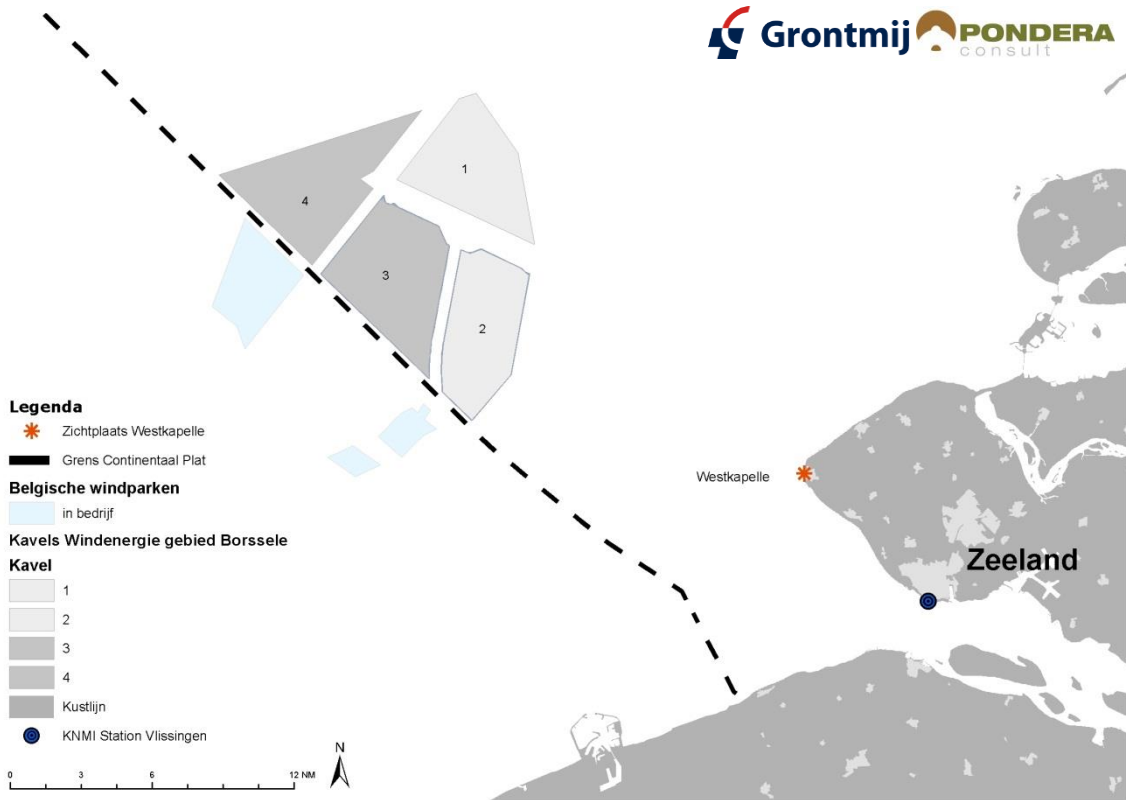 Grontmij
PONDERA
consult
1
4
3
2
Legenda
Zichtplaats Westkapelle
Grens Continentaal Plat
Belgische windparken
in bedrijf
Kavels Windenergie gebied Borssele
Kavel
1
2
3
4
Kustlijn
KNMI Station Vlissingen
Westkapelle
Zeeland
N
0 3 6 12 NM